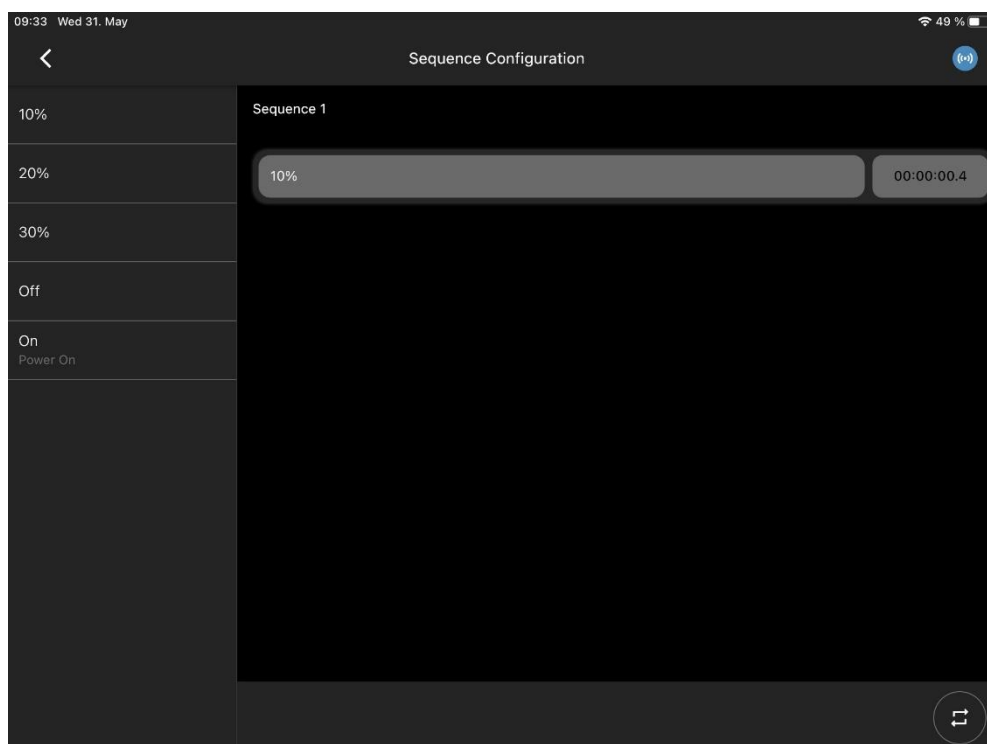 09:33 Wed 31. May
49 %
Sequence Configuration
10%
20%
30%
Off
On
Power On
Sequence 1
10%
00:00:00.4